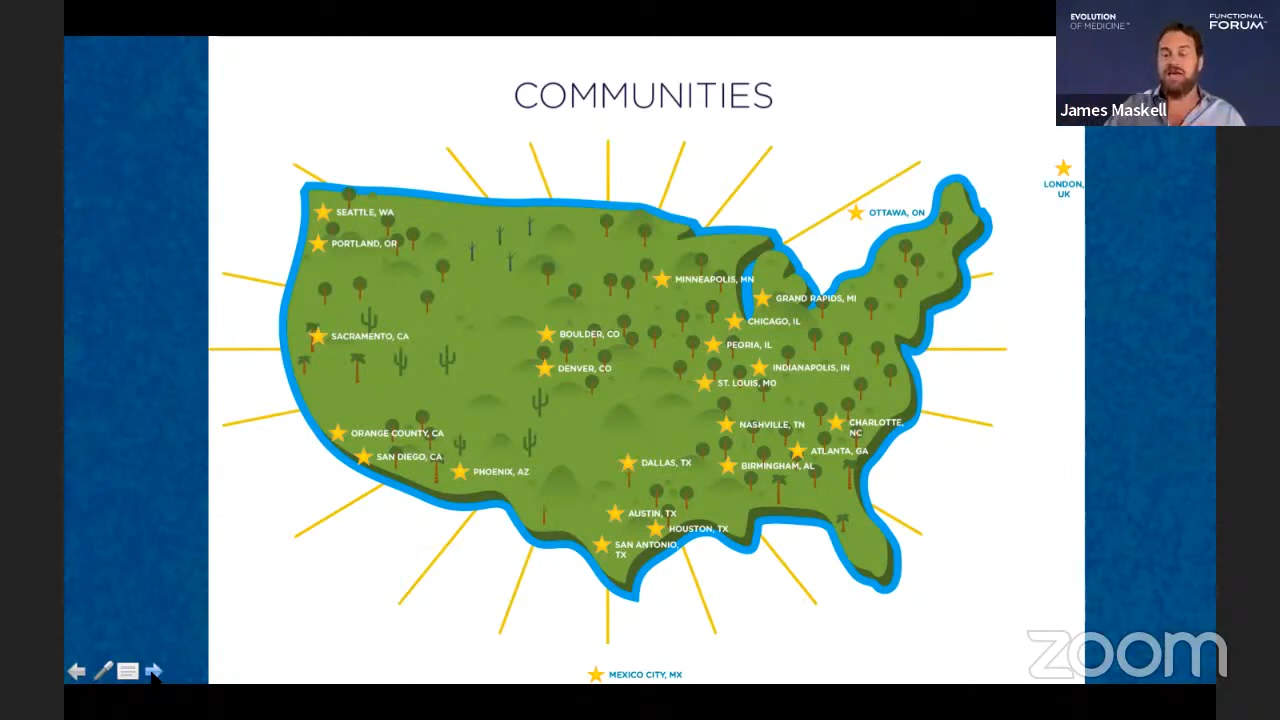 EVOLUTION
OF MEDICINE™
FUNCTIONAL
FORUM™
James Maskell
COMMUNITIES
LONDON,
UK
OTTAWA, ON
SEATTLE, WA
PORTLAND, OR
MINNEAPOLIS, MN
GRAND RAPIDS, MI
CHICAGO, IL
SACRAMENTO, CA
BOULDER, CO
PEORIA, IL
DENVER, CO
INDIANAPOLIS, IN
ST. LOUIS, MO
NASHVILLE, TN
CHARLOTTE,
NC
ORANGE COUNTY, CA
ATLANTA, GA
SAN DIEGO, CA
DALLAS, TX
BIRMINGHAM, AL
PHOENIX, AZ
AUSTIN, TX
HOUSTON, TX
SAN ANTONIO,
TX
MEXICO CITY, MX
zoom